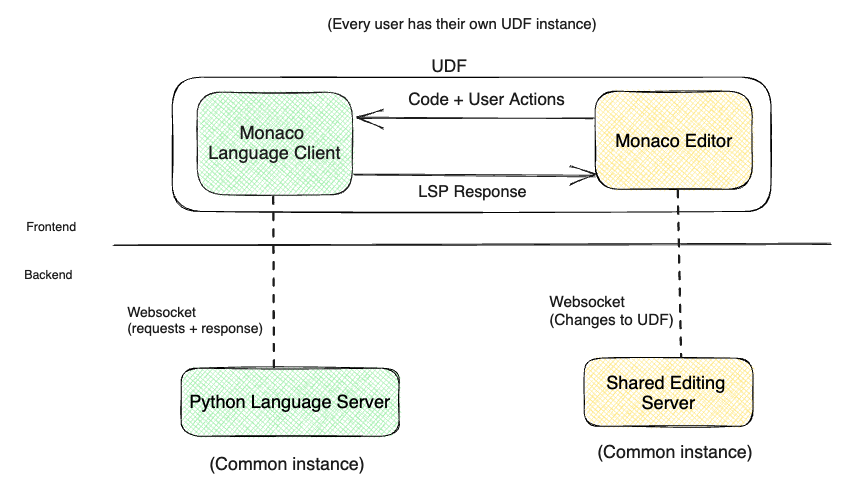 (Every user has their own UDF instance)
UDF
Code + User Actions
Monaco
Language Client
Monaco Editor
LSP Response
Frontend
Backend
Websocket
(requests + response)
Websocket
(Changes to UDF)
Python Language Server
Shared Editing
Server
(Common instance)
(Common instance)